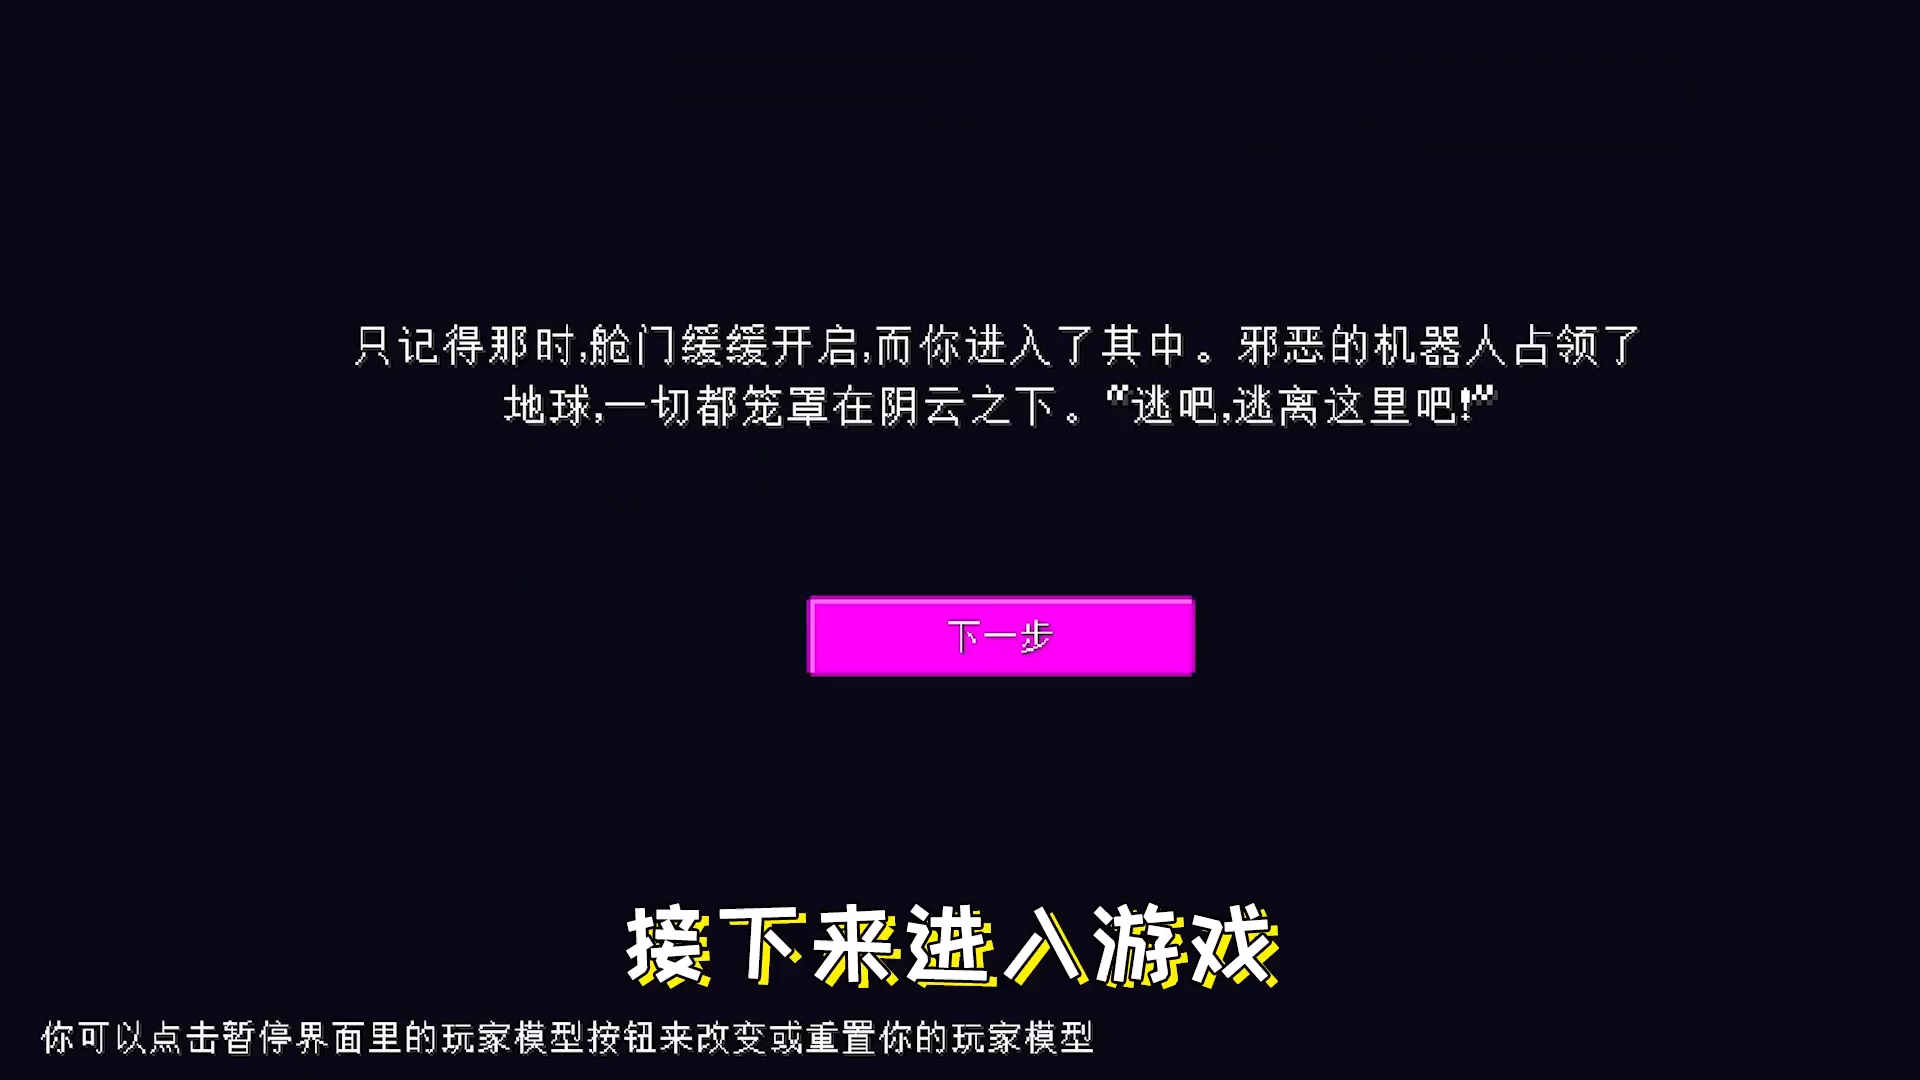 只记得那时,舱门缓缓开启,而你进入了其中。邪恶的机器人占领了
地球,一切都笼罩在阴云之下。"逃吧,逃离这里吧!"
下一步
接下来进入游戏
你可以点击暂停界面里的玩家模型按钮来改变或重置你的玩家模型